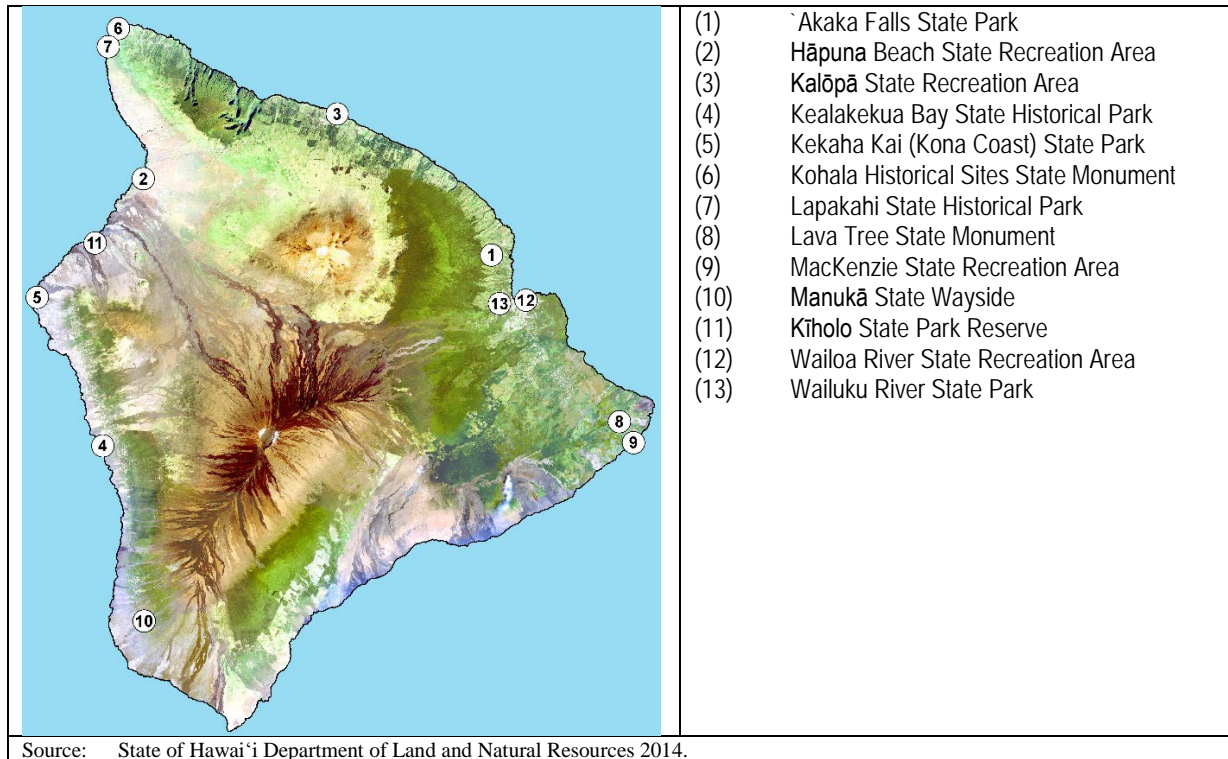 6
7
3
2
1
11
5
13
12
8
9
4
10
(1) `Akaka Falls State Park
(2) Hāpuna Beach State Recreation Area
(3) Kalōpā State Recreation Area
(4) Kealakekua Bay State Historical Park
(5) Kekaha Kai (Kona Coast) State Park
(6) Kohala Historical Sites State Monument
(7) Lapakahi State Historical Park
(8) Lava Tree State Monument
(9) MacKenzie State Recreation Area
(10) Manukā State Wayside
(11) Kīholo State Park Reserve
(12) Wailoa River State Recreation Area
(13) Wailuku River State Park
Source: State of Hawai‘i Department of Land and Natural Resources 2014.